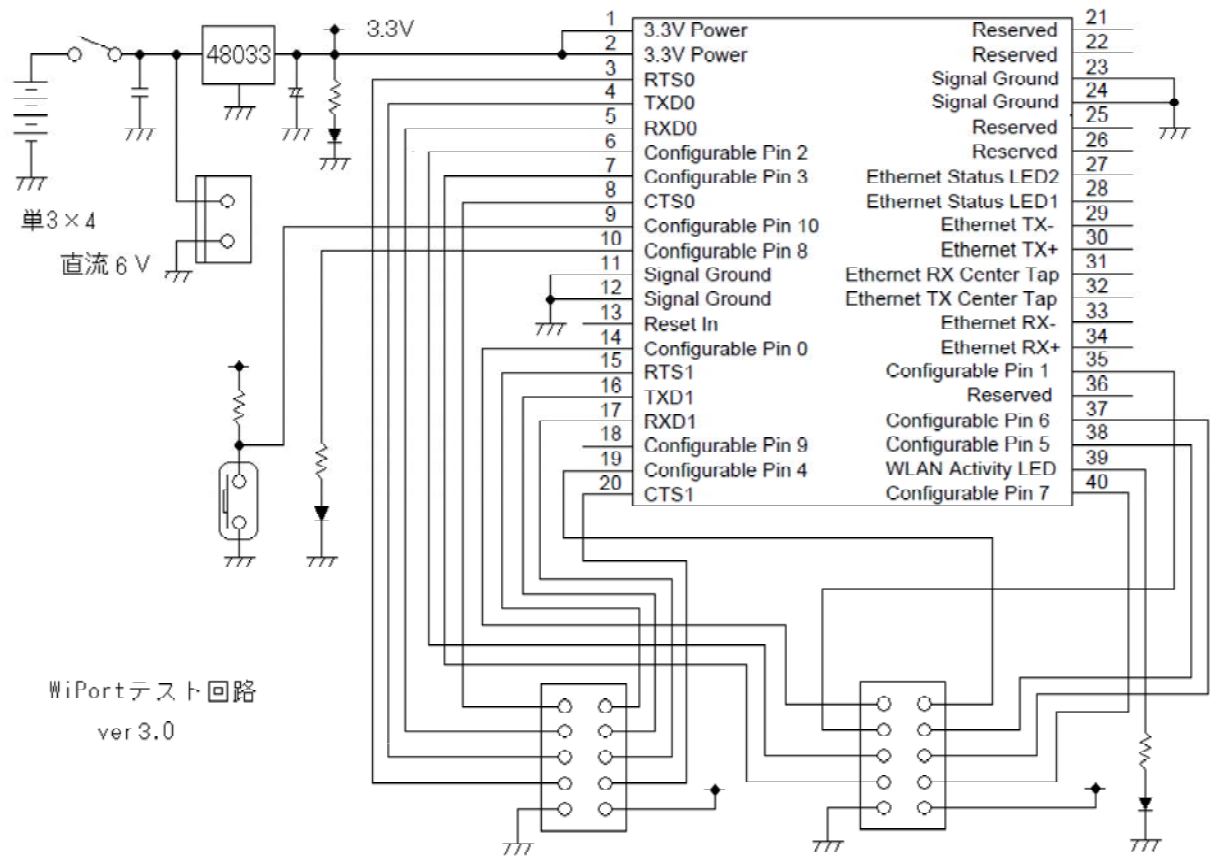 3.3V
48033
単3×4
直流6V
WiPortテスト回路
ver3.0
1 3.3V Power
2 3.3V Power
3 RTS0
4 TXD0
5 RXD0
6 Configurable Pin 2
7 Configurable Pin 3
8 CTS0
9 Configurable Pin 10
10 Configurable Pin 8
11 Signal Ground
12 Signal Ground
13 Reset In
14 Configurable Pin 0
15 RTS1
16 TXD1
17 RXD1
18 Configurable Pin 9
19 Configurable Pin 4
20 CTS1
Reserved 21
Reserved 22
Signal Ground 23
Signal Ground 24
Reserved 25
Reserved 26
Ethernet Status LED2 27
Ethernet Status LED1 28
Ethernet TX- 29
Ethernet TX+ 30
Ethernet RX Center Tap 31
Ethernet TX Center Tap 32
Ethernet RX- 33
Ethernet RX+ 34
Configurable Pin 1 35
Reserved 36
Configurable Pin 6 37
Configurable Pin 5 38
WLAN Activity LED 39
Configurable Pin 7 40